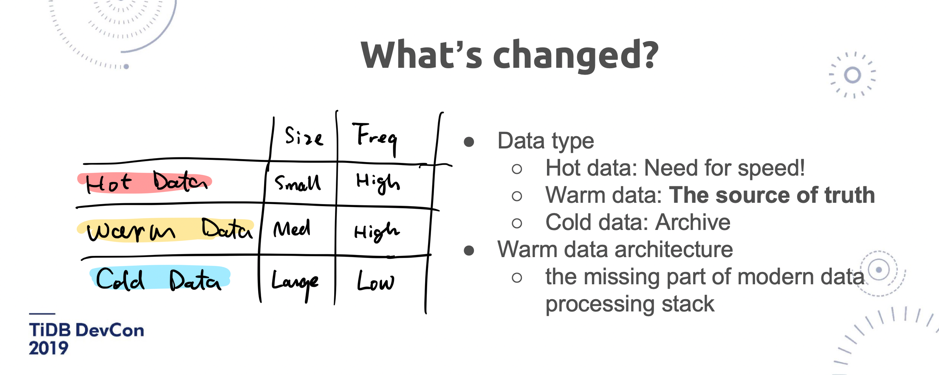 What's changed?
Size Freq
Hot Data Small High
Warm Data Med High
Cold Data Large Low
● Data type
○ Hot data: Need for speed!
○ Warm data: The source of truth
○ Cold data: Archive
● Warm data architecture
○ the missing part of modern data
processing stack
TiDB DevCon
2019